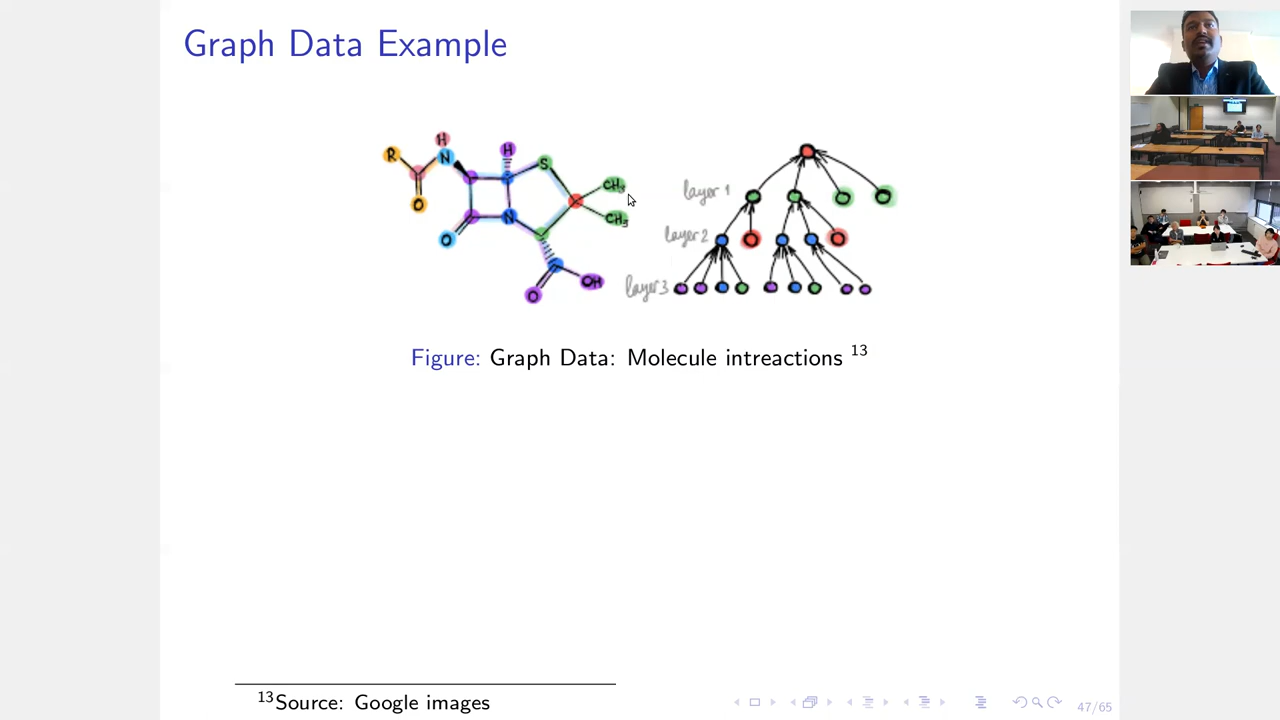 Graph Data Example
H
R
N
H
S
CH3
O
N
CH3
O
O
OH
layer 1
layer 2
layer 3
Figure: Graph Data: Molecule intreactions 13
13Source: Google images
47/65